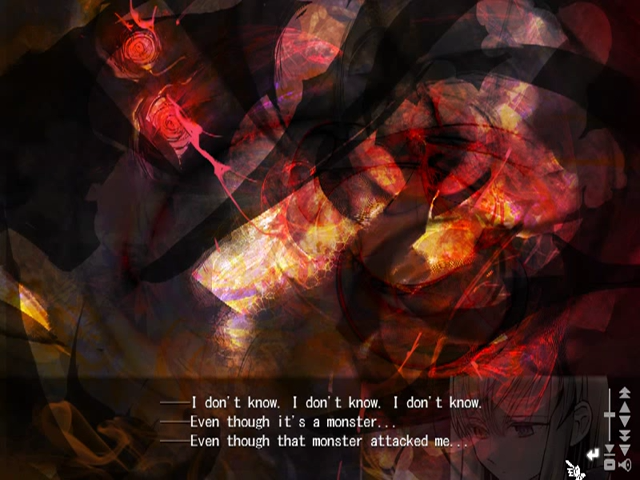 ――I don't know. I don't know. I don't know.
――Even though it's a monster...
――Even though that monster attacked me...